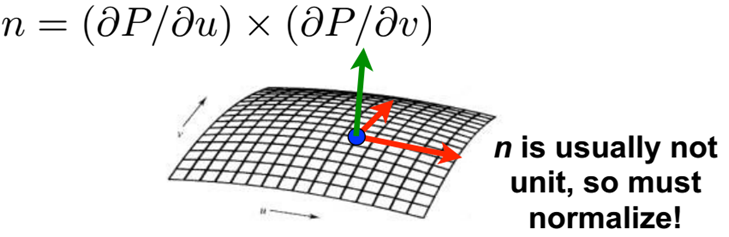 n = (∂P/∂u) × (∂P/∂v)
v
n is usually not
unit, so must
normalize!
u